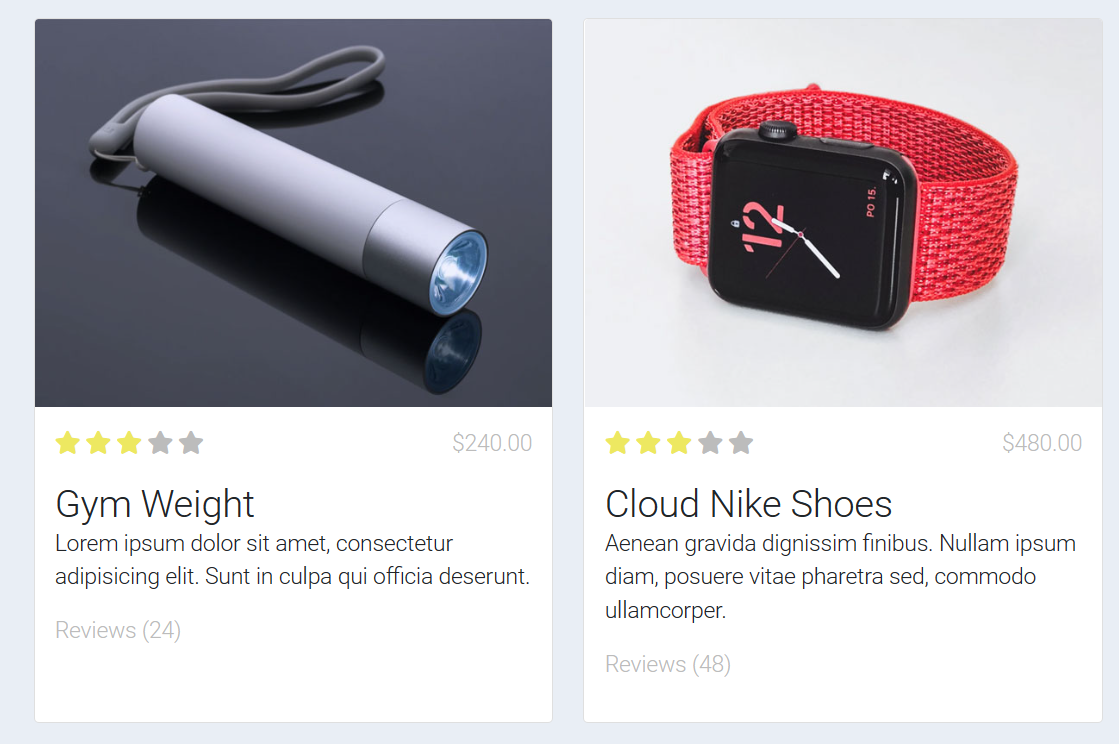 12
PO 15.
$240.00
Gym Weight
Lorem ipsum dolor sit amet, consectetur
adipisicing elit. Sunt in culpa qui officia deserunt.
Reviews (24)
$480.00
Cloud Nike Shoes
Aenean gravida dignissim finibus. Nullam ipsum
diam, posuere vitae pharetra sed, commodo
ullamcorper.
Reviews (48)